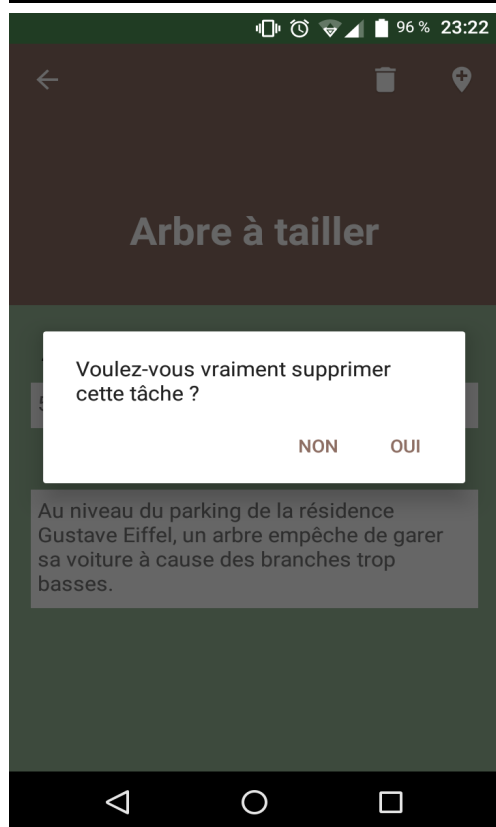 96 % 23:22
Arbre à tailler
Voulez-vous vraiment supprimer
cette tâche ?
NON OUI
Au niveau du parking de la résidence
Gustave Eiffel, un arbre empêche de garer
sa voiture à cause des branches trop
basses.